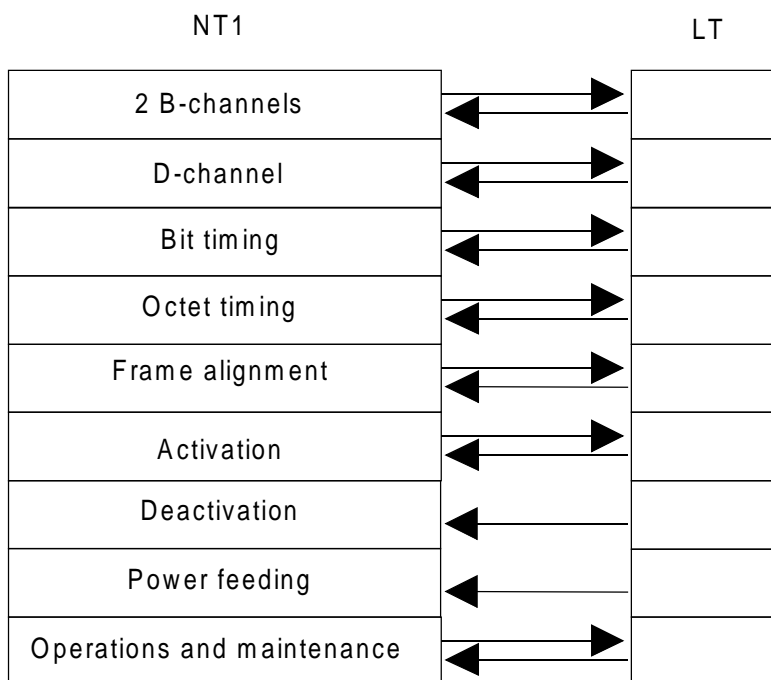 NT1
LT
2 B-channels
D-channel
Bit timing
Octet timing
Frame alignment
Activation
Deactivation
Power feeding
Operations and maintenance